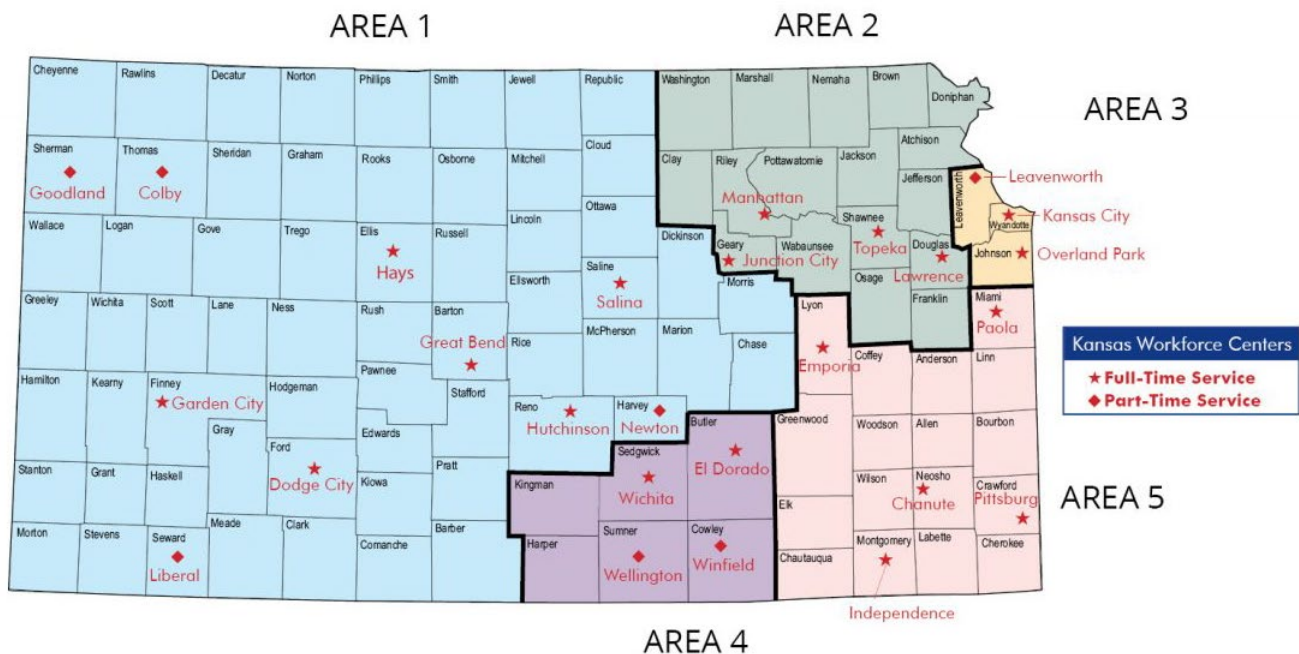 AREA 1
AREA 2
AREA 3
Cheyenne
Rawlins
Decatur
Norton
Phillips
Smith
Jewell
Republic
Washington
Marshall
Nemaha
Brown
Doniphan
Sherman
Goodland
Thomas
Colby
Sheridan
Graham
Rooks
Osborne
Mitchell
Cloud
Clay
Riley
Manhattan
Pottawatomie
Jackson
Atchison
Jefferson
Leavenworth
Leavenworth
Wyandotte
Kansas City
Wallace
Logan
Gove
Trego
Ellis
Hays
Russell
Lincoln
Ottawa
Dickinson
Geary
Junction City
Wabaunsee
Shawnee
Topeka
Douglas
Lawrence
Johnson
Overland Park
Ellsworth
Saline
Salina
Morris
Osage
Franklin
Miami
Paola
Greeley
Wichita
Scott
Lane
Ness
Rush
Barton
Great Bend
Rice
McPherson
Marion
Chase
Lyon
Emporia
Coffey
Anderson
Linn
Kansas Workforce Centers
Full-Time Service
Part-Time Service
Hamilton
Kearny
Finney
Garden City
Hodgeman
Pawnee
Stafford
Reno
Hutchinson
Harvey
Newton
Butler
El Dorado
Greenwood
Woodson
Allen
Bourbon
Gray
Ford
Dodge City
Edwards
Stanton
Grant
Haskell
Kiowa
Pratt
Kingman
Sedgwick
Wichita
Elk
Wilson
Neosho
Chanute
Crawford
Pittsburg
AREA 5
Morton
Stevens
Seward
Liberal
Meade
Clark
Comanche
Barber
Harper
Sumner
Wellington
Cowley
Winfield
Chautauqua
Montgomery
Labette
Cherokee
Independence
AREA 4